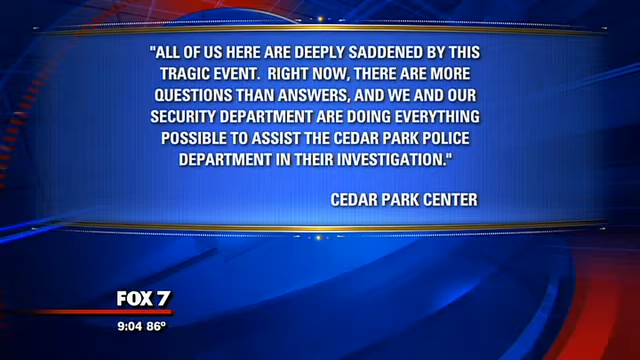 "ALL OF US HERE ARE DEEPLY SADDENED BY THIS
TRAGIC EVENT. RIGHT NOW, THERE ARE MORE
QUESTIONS THAN ANSWERS, AND WE AND OUR
SECURITY DEPARTMENT ARE DOING EVERYTHING
POSSIBLE TO ASSIST THE CEDAR PARK POLICE
DEPARTMENT IN THEIR INVESTIGATION."
CEDAR PARK CENTER
FOX 7
9:04 86º